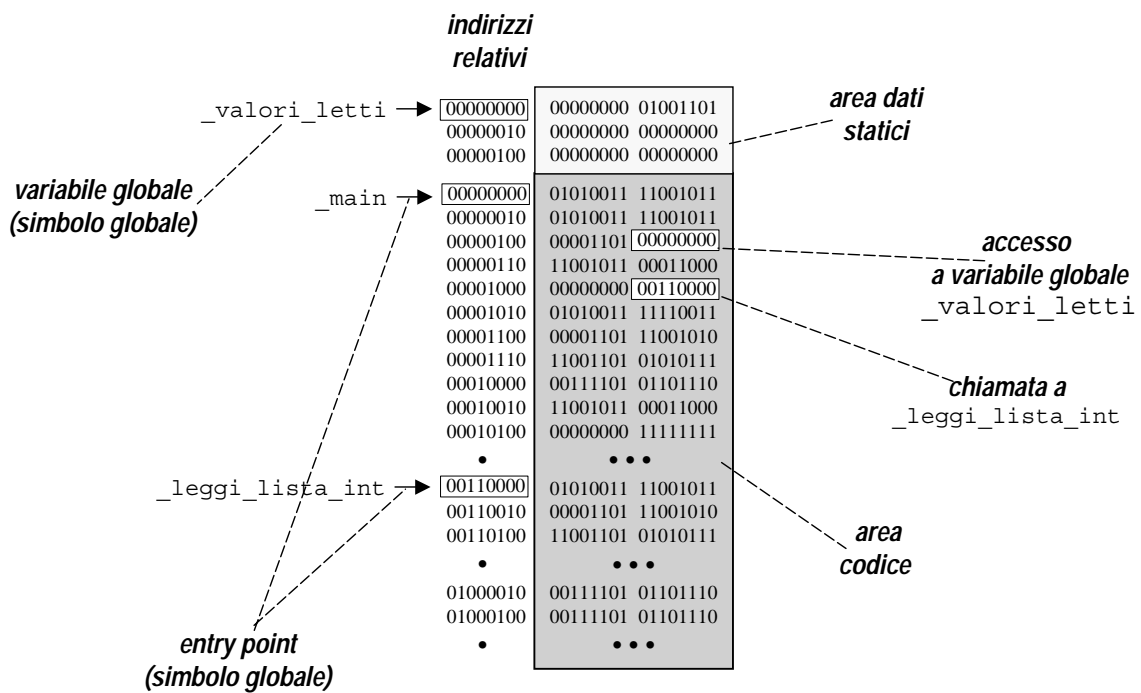 indirizzi
relativi
_valori_letti 00000000 00000000 01001101
00000010 00000000 00000000
00000100 00000000 00000000
area dati
statici
variabile globale
(simbolo globale)
_main 00000000 01010011 11001011
00000010 01010011 11001011
00000100 00001101 00000000
00000110 11001011 00011000
00001000 00000000 00110000
00001010 01010011 11110011
00001100 00001101 11001010
00001110 11001101 01010111
00010000 00111101 01101110
00010010 11001011 00011000
00010100 00000000 11111111
• • • •
accesso
a variabile globale
_valori_letti
chiamata a
_leggi_lista_int
_leggi_lista_int 00110000 01010011 11001011
00110010 00001101 11001010
00110100 11001101 01010111
• • • •
01000010 00111101 01101110
01000100 00111101 01101110
• • • •
area
codice
entry point
(simbolo globale)